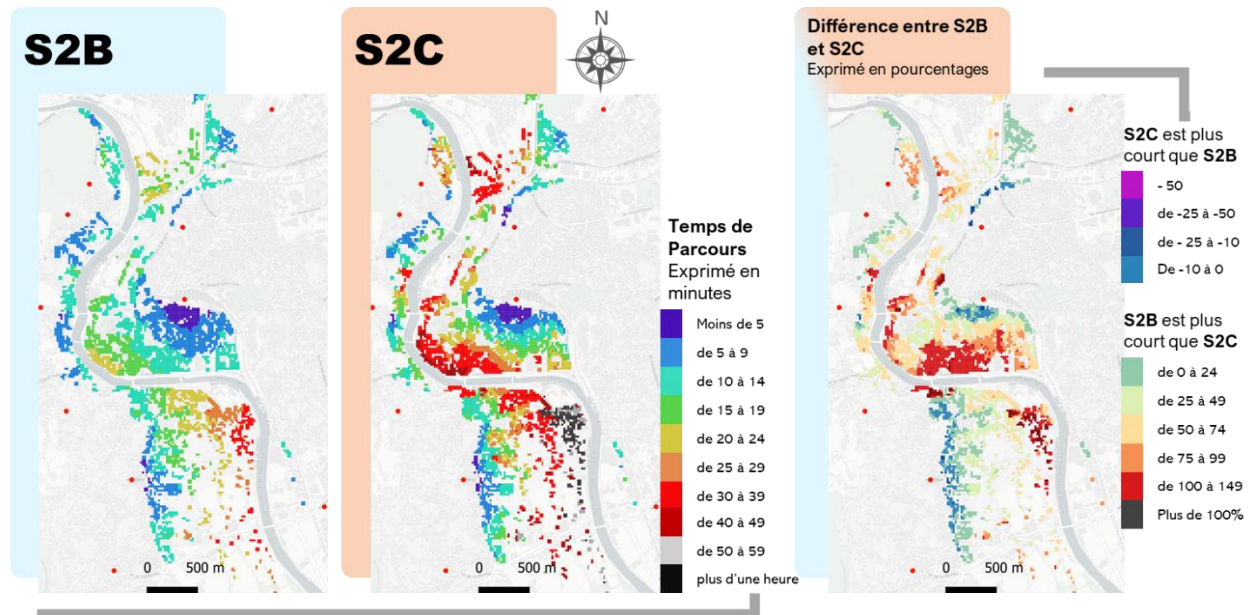 S2B
S2C
N
Différence entre S2B
et S2C
Exprimé en pourcentages
S2C est plus
court que S2B
- 50
de -25 à -50
de - 25 à -10
De -10 à 0
S2B est plus
court que S2C
de 0 à 24
de 25 à 49
de 50 à 74
de 75 à 99
de 100 à 149
Plus de 100%
Temps de
Parcours
Exprimé en
minutes
Moins de 5
de 5 à 9
de 10 à 14
de 15 à 19
de 20 à 24
de 25 à 29
de 30 à 39
de 40 à 49
de 50 à 59
plus d'une heure
0 500 m
0 500 m
0 500 m